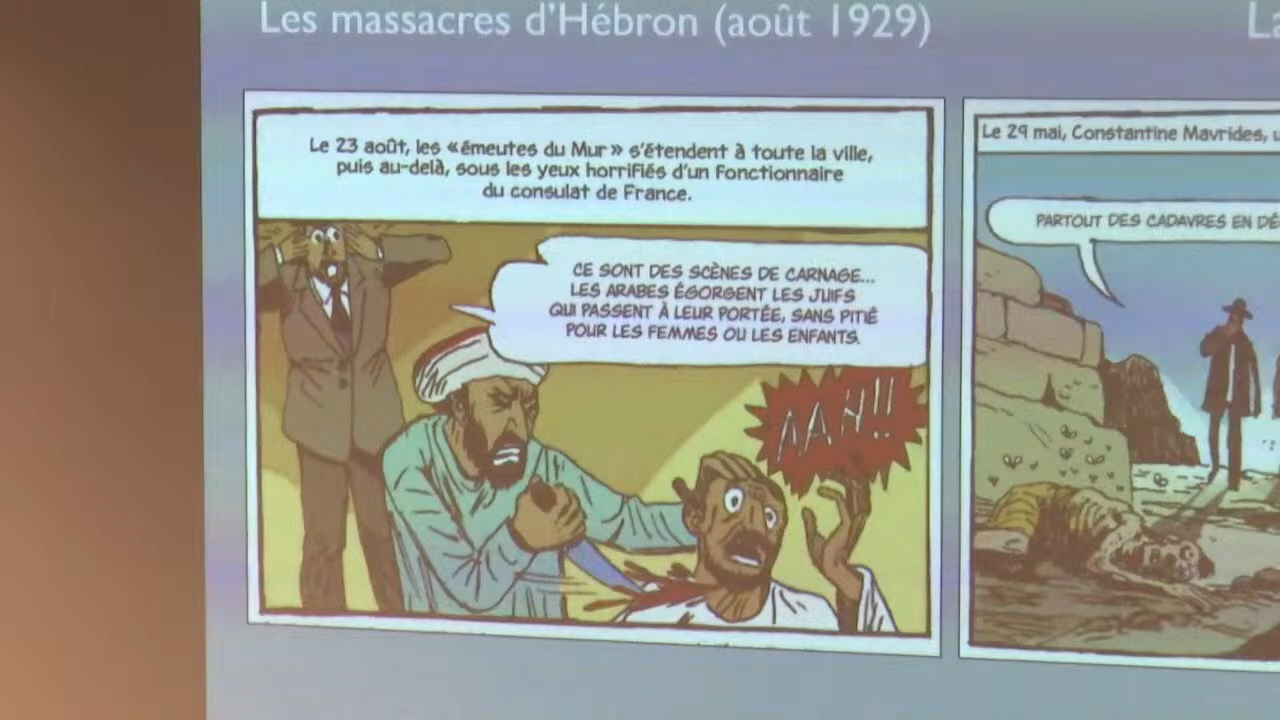 Les massacres d'Hébron (août 1929)
Le 23 août, les «émeutes du Mur» s'étendent à toute la ville,
puis au-delà, sous les yeux horrifiés d'un fonctionnaire
du consulat de France.
CE SONT DES SCÈNES DE CARNAGE...
LES ARABES ÉGORGENT LES JUIFS
QUI PASSENT À LEUR PORTÉE, SANS PITIÉ
POUR LES FEMMES OU LES ENFANTS.
AAH!!
La
Le 29 mai, Constantine Mavrides,
PARTOUT DES CADAVRES EN